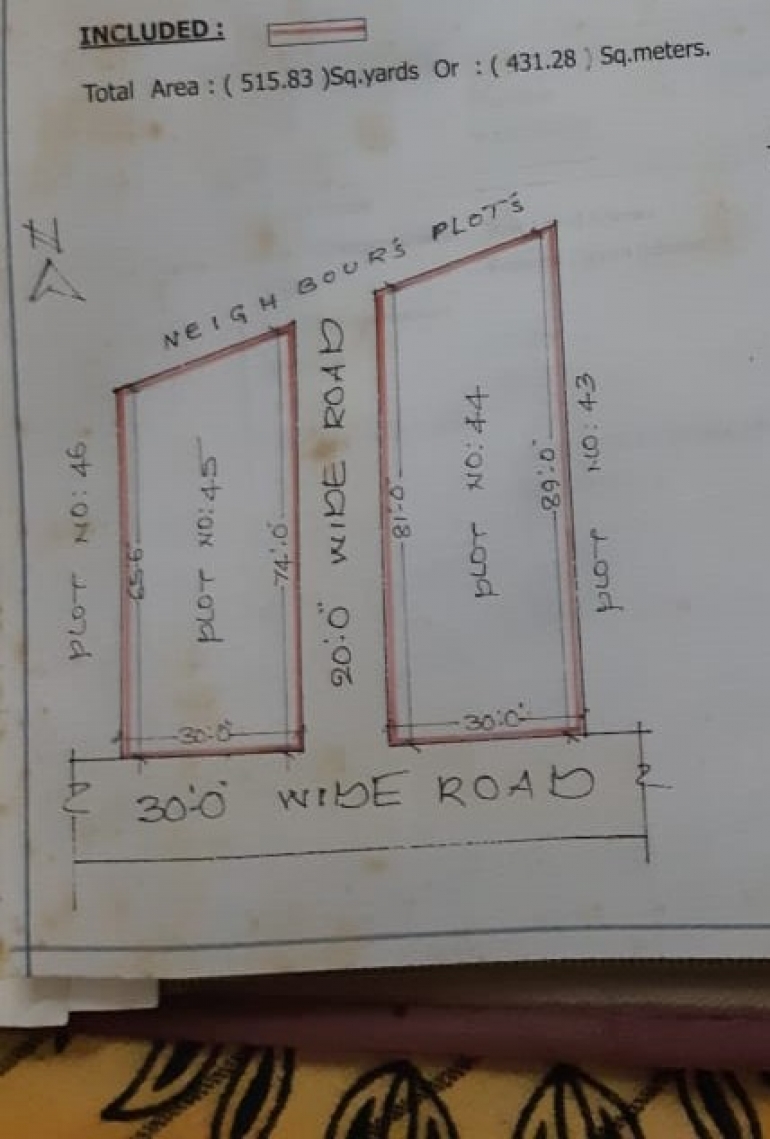 INCLUDED :
Total Area : ( 515.83 )Sq.yards Or : ( 431.28 ) Sq.meters.
N
NEIGHBOUR'S PLOT'S
PLOT NO: 46
65'6
PLOT NO: 45
74'.0"
20'.0" WIDE ROAD
81'-0"
PLOT NO: 44
89'.0"
PLOT NO: 43
30'.0"
30'.0"
30'.0" WIDE ROAD